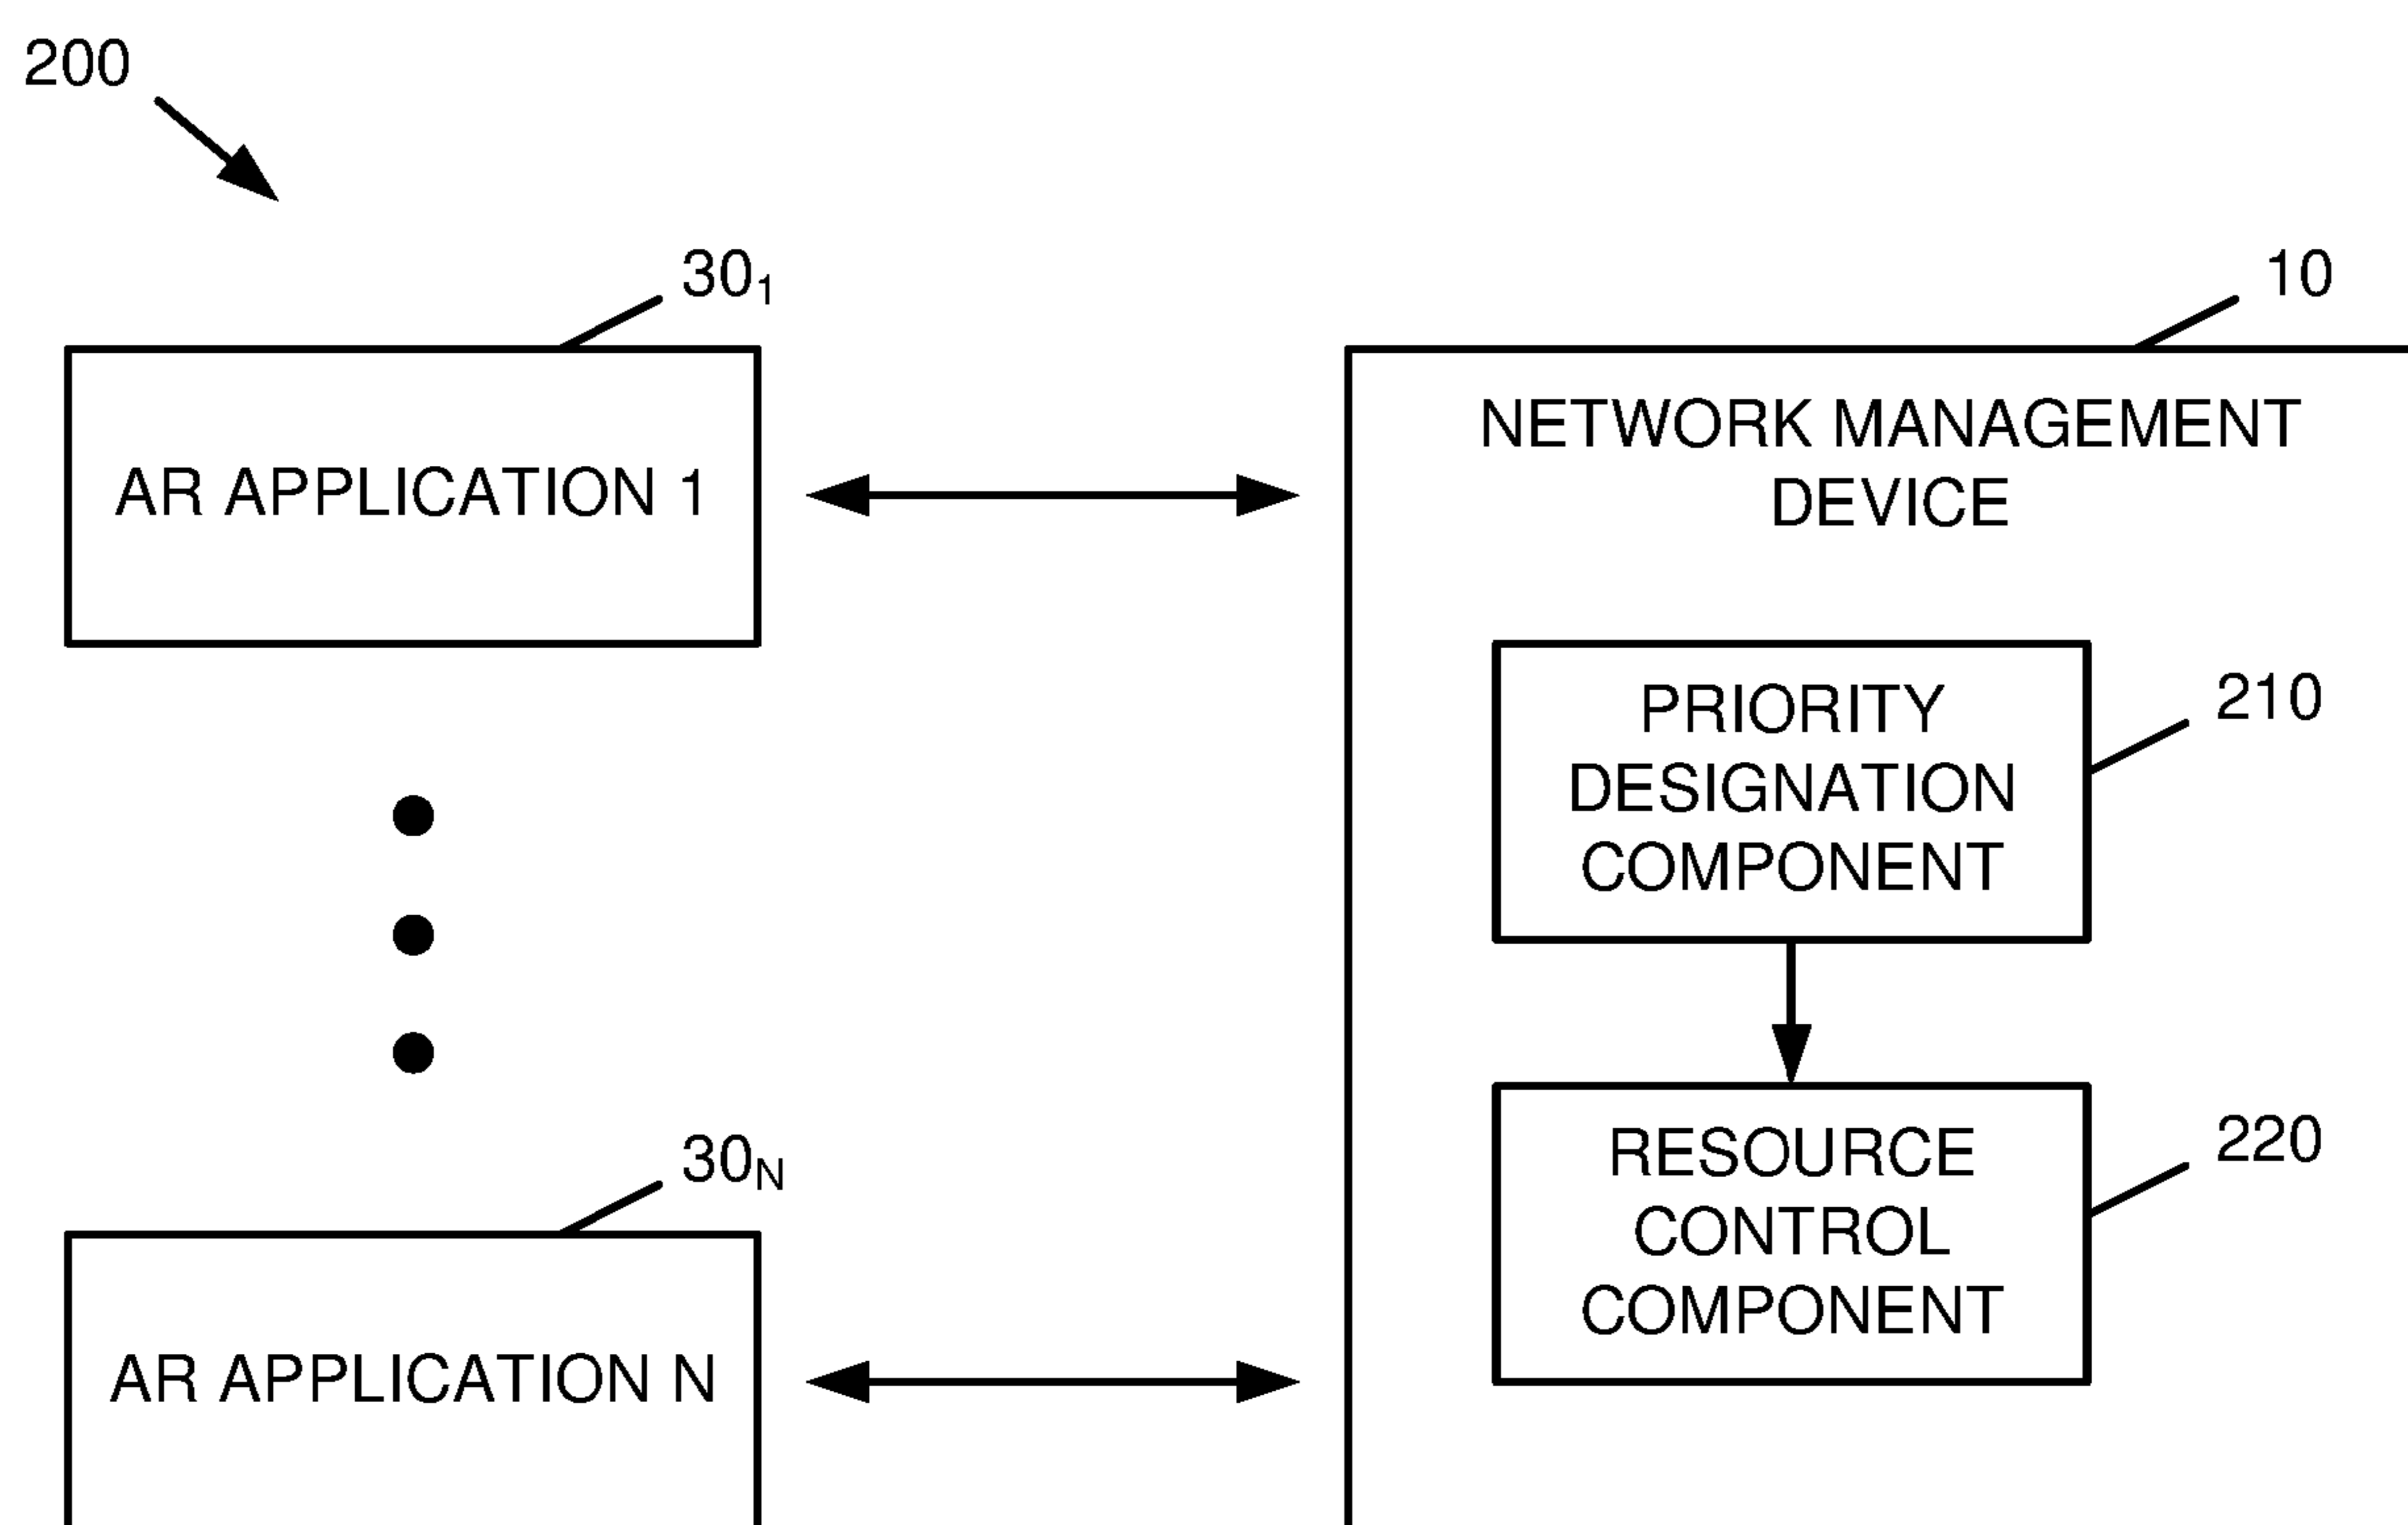 200
30₁
10
AR APPLICATION 1
NETWORK MANAGEMENT
DEVICE
PRIORITY
DESIGNATION
COMPONENT
210
RESOURCE
CONTROL
COMPONENT
220
30ₙ
AR APPLICATION N